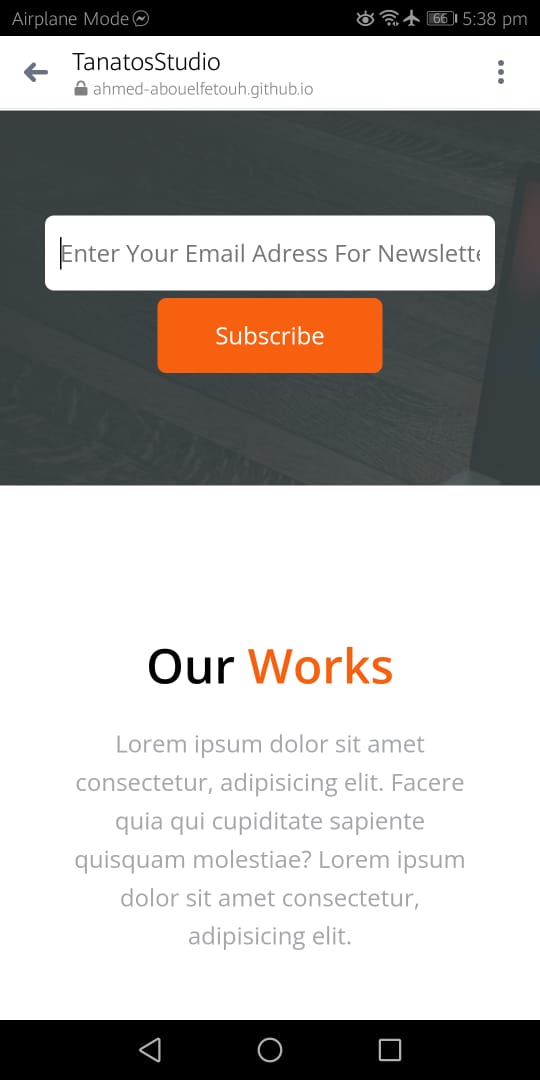 Airplane Mode 66 5:38 pm
TanatosStudio
ahmed-abouelfetouh.github.io
Enter Your Email Adress For Newslette
Subscribe
Our Works
Lorem ipsum dolor sit amet
consectetur, adipisicing elit. Facere
quia qui cupiditate sapiente
quisquam molestiae? Lorem ipsum
dolor sit amet consectetur,
adipisicing elit.